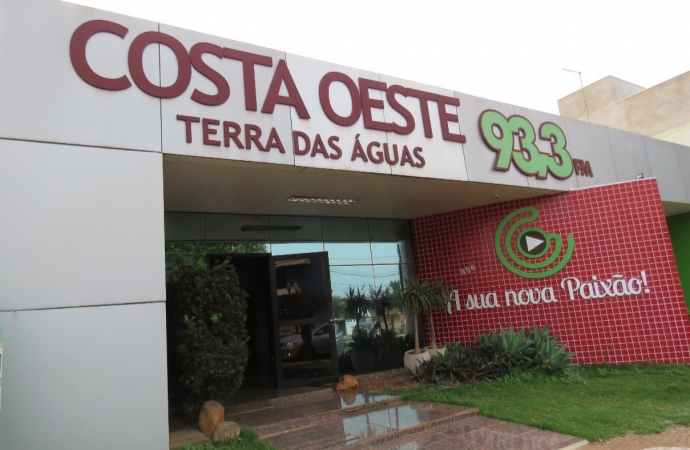 COSTA OESTE
TERRA DAS ÁGUAS
93,3 FM
A sua nova Paixão!